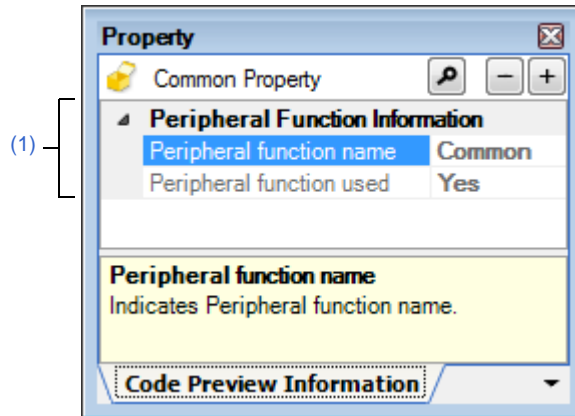 Property
Common Property
(1)
Peripheral Function Information
Peripheral function name Common
Peripheral function used Yes
Peripheral function name
Indicates Peripheral function name.
Code Preview Information